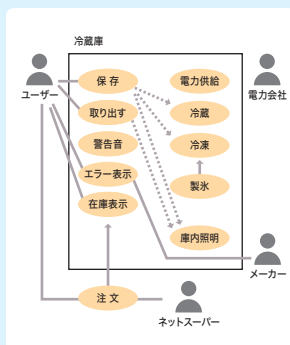 冷蔵庫
ユーザー
保存
電力供給
電力会社
取り出す
冷蔵
警告音
冷凍
エラー表示
製氷
在庫表示
庫内照明
メーカー
注文
ネットスーパー